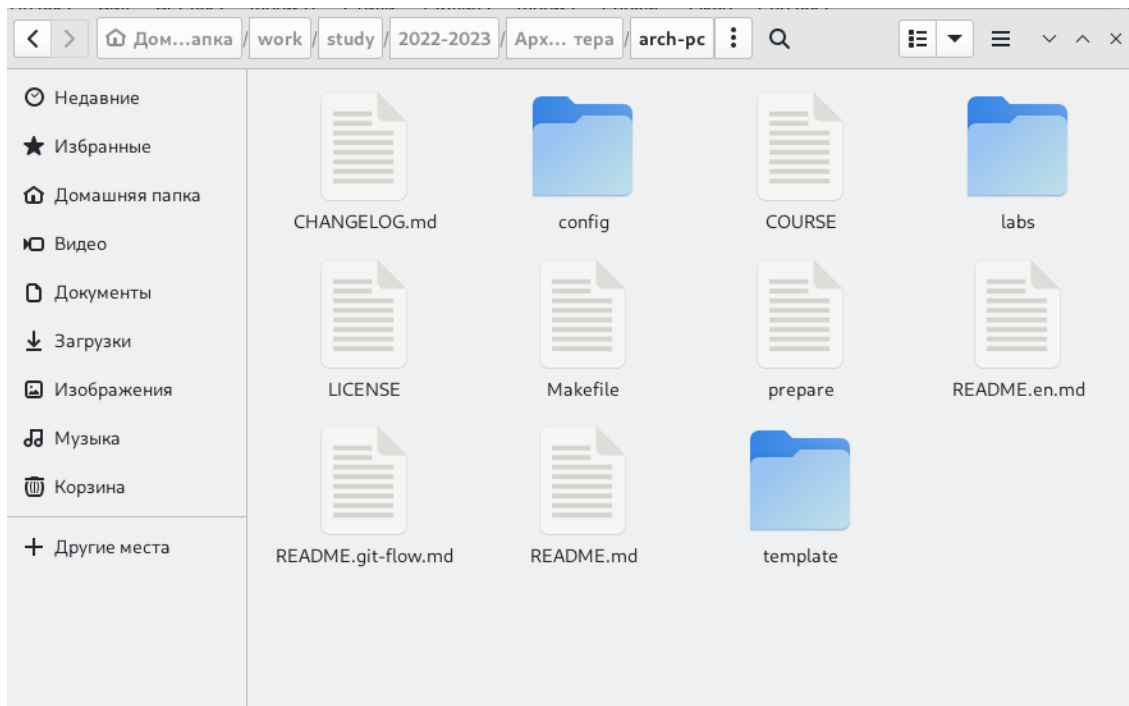 Дом...апка / work / study / 2022-2023 / Арх... тера / arch-pc
Недавние
Избранные
Домашняя папка
Видео
Документы
Загрузки
Изображения
Музыка
Корзина
Другие места
CHANGELOG.md config COURSE labs
LICENSE Makefile prepare README.en.md
README.git-flow.md README.md template